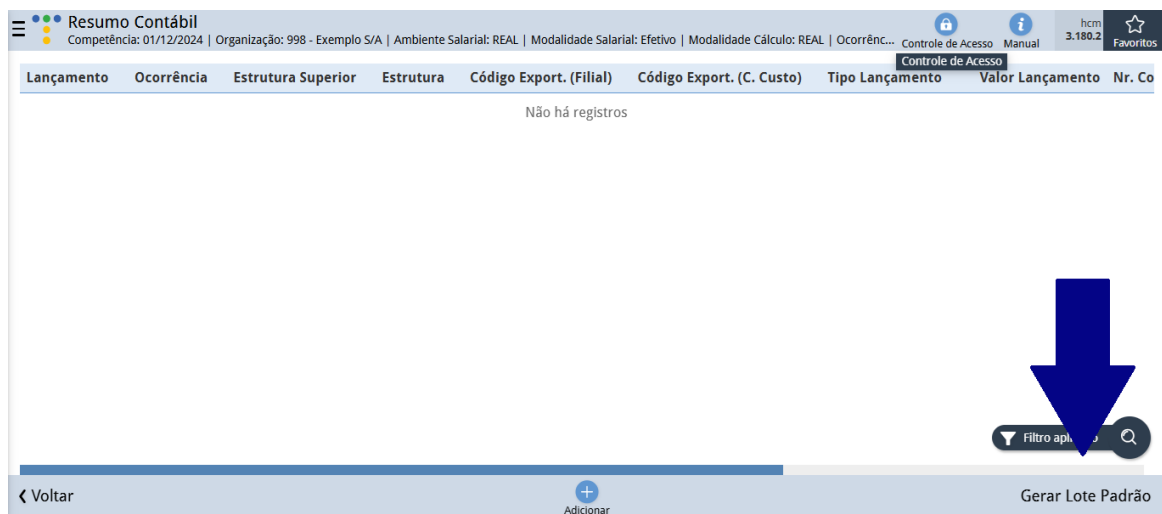 Resumo Contábil
Competência: 01/12/2024 | Organização: 998 - Exemplo S/A | Ambiente Salarial: REAL | Modalidade Salarial: Efetivo | Modalidade Cálculo: REAL | Ocorrênc...
Controle de Acesso
Manual
hcm
3.180.2
Favoritos
Controle de Acesso
Lançamento Ocorrência Estrutura Superior Estrutura Código Export. (Filial) Código Export. (C. Custo) Tipo Lançamento Valor Lançamento Nr. Co
Não há registros
Filtro
Voltar
Adicionar
Gerar Lote Padrão